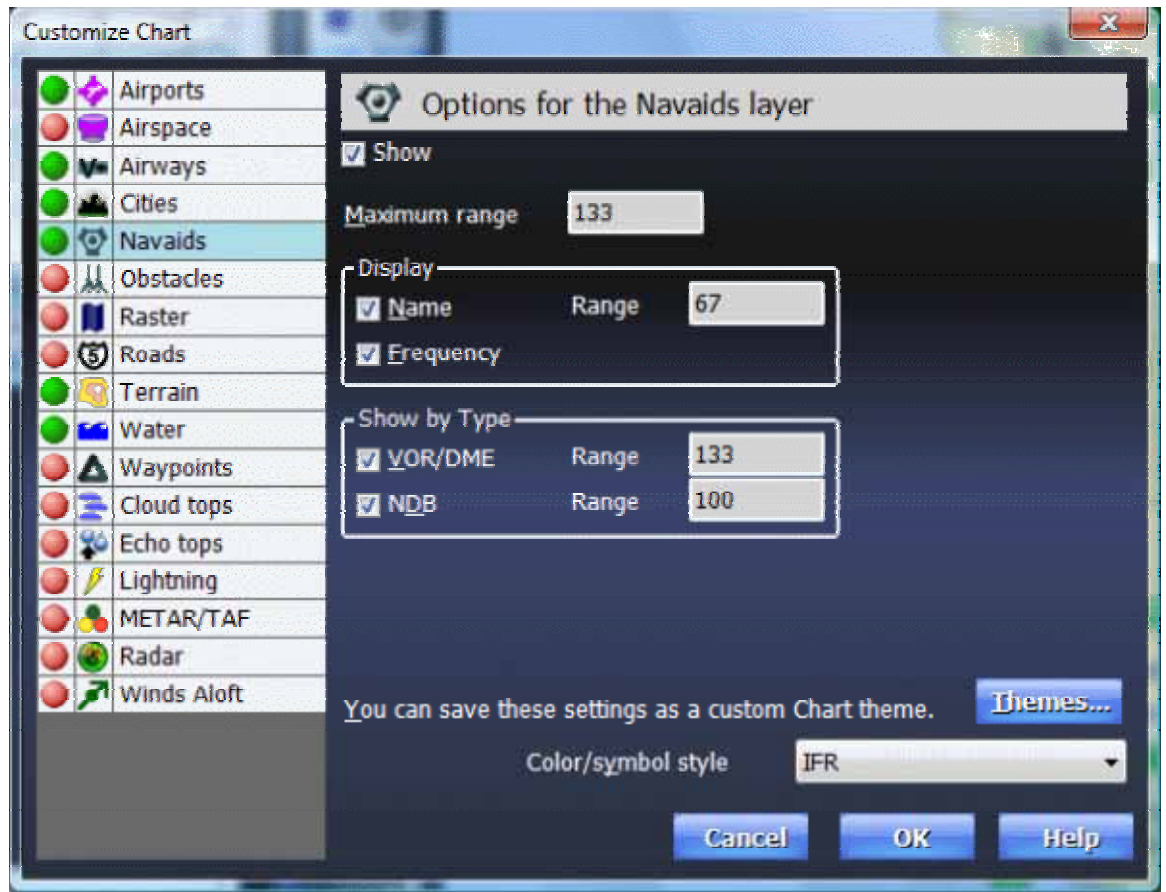 Customize Chart
Airports
Airspace
Airways
Cities
Navaids
Obstacles
Raster
Roads
Terrain
Water
Waypoints
Cloud tops
Echo tops
Lightning
METAR/TAF
Radar
Winds Aloft
Options for the Navaids layer
Show
Maximum range 133
Display
Name Range 67
Frequency
Show by Type
VOR/DME Range 133
NDB Range 100
You can save these settings as a custom Chart theme. Themes...
Color/symbol style IFR
Cancel OK Help